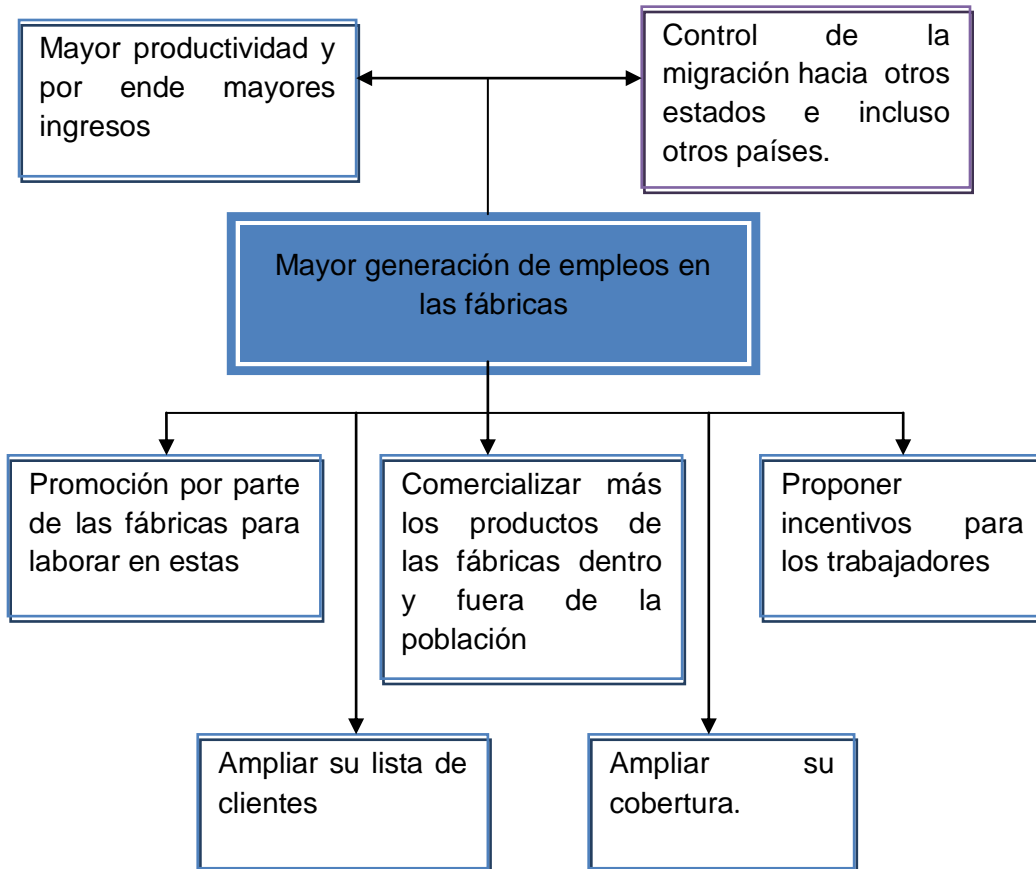 Mayor productividad y
por ende mayores
ingresos
Control de la
migración hacia otros
estados e incluso
otros países.
Mayor generación de empleos en
las fábricas
Promoción por parte
de las fábricas para
laborar en estas
Comercializar más
los productos de
las fábricas dentro
y fuera de la
población
Proponer
incentivos para
los trabajadores
Ampliar su lista de
clientes
Ampliar su
cobertura.